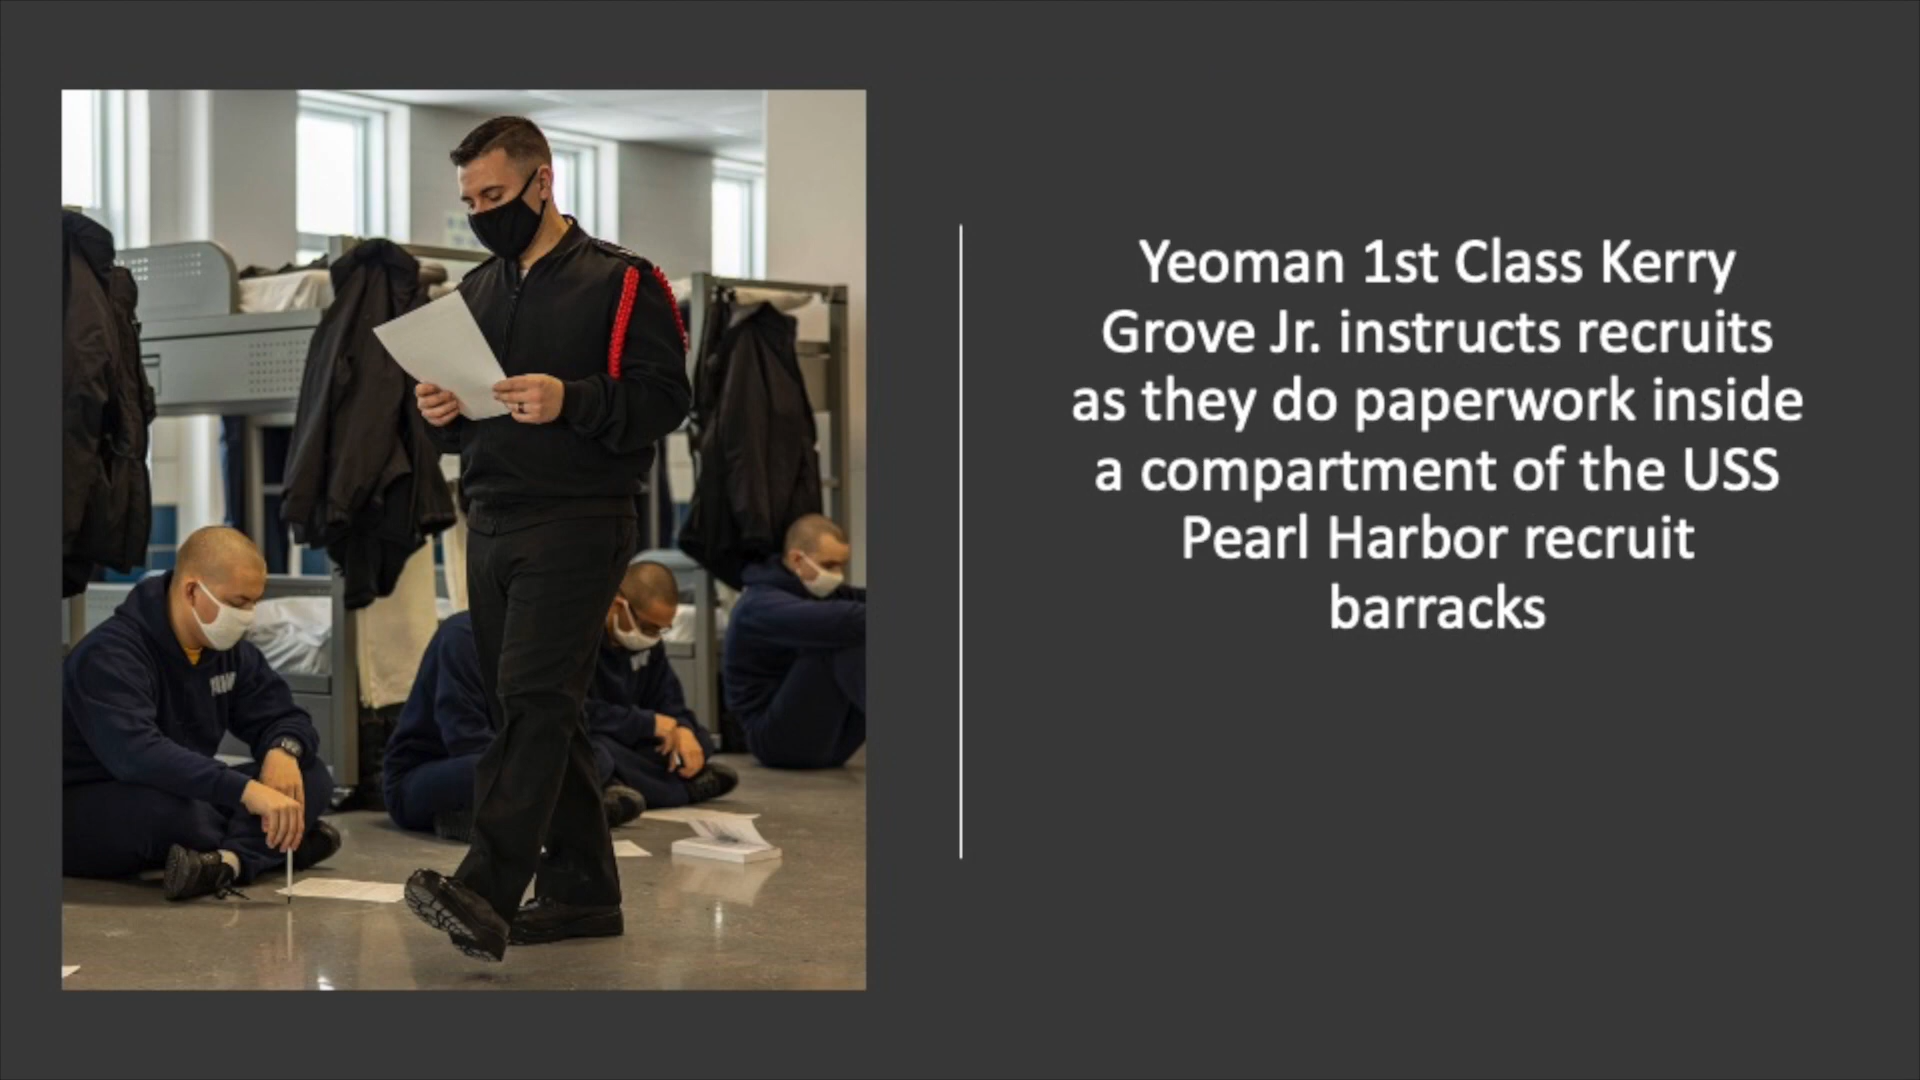 Yeoman 1st Class Kerry
Grove Jr. instructs recruits
as they do paperwork inside
a compartment of the USS
Pearl Harbor recruit
barracks